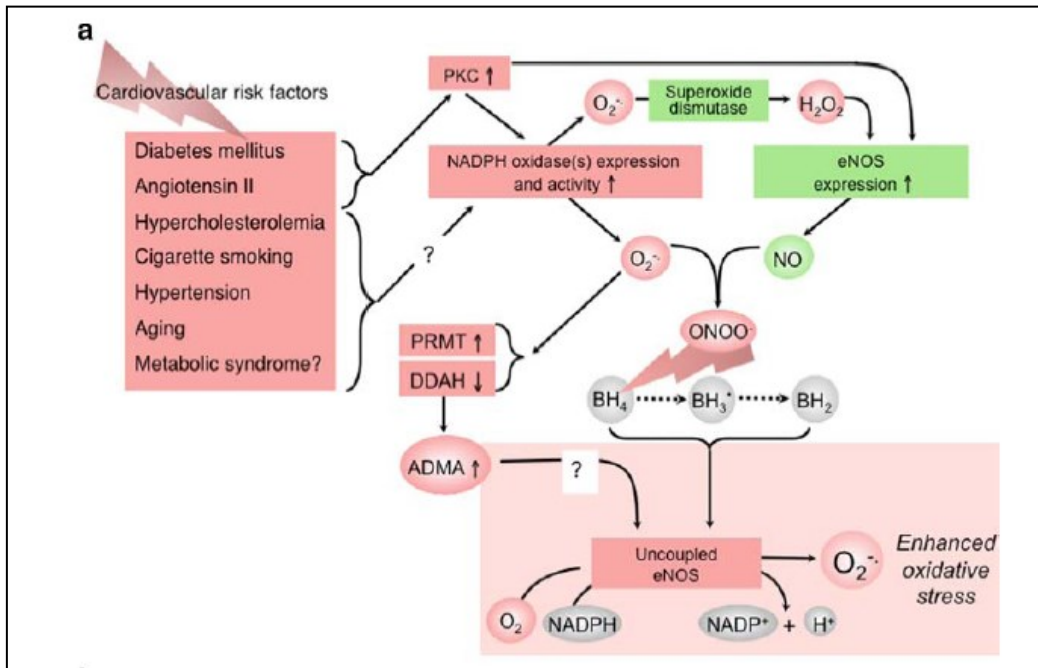 a
Cardiovascular risk factors
Diabetes mellitus
Angiotensin II
Hypercholesterolemia
Cigarette smoking
Hypertension
Aging
Metabolic syndrome?
PKC ↑
O₂⁻·
Superoxide
dismutase
H₂O₂
NADPH oxidase(s) expression
and activity ↑
eNOS
expression ↑
?
O₂⁻·
NO
ONOO⁻
PRMT ↑
DDAH ↓
BH₄
BH₃·
BH₂
ADMA ↑
?
Uncoupled
eNOS
O₂⁻·
Enhanced
oxidative
stress
O₂
NADPH
NADP⁺ + H⁺